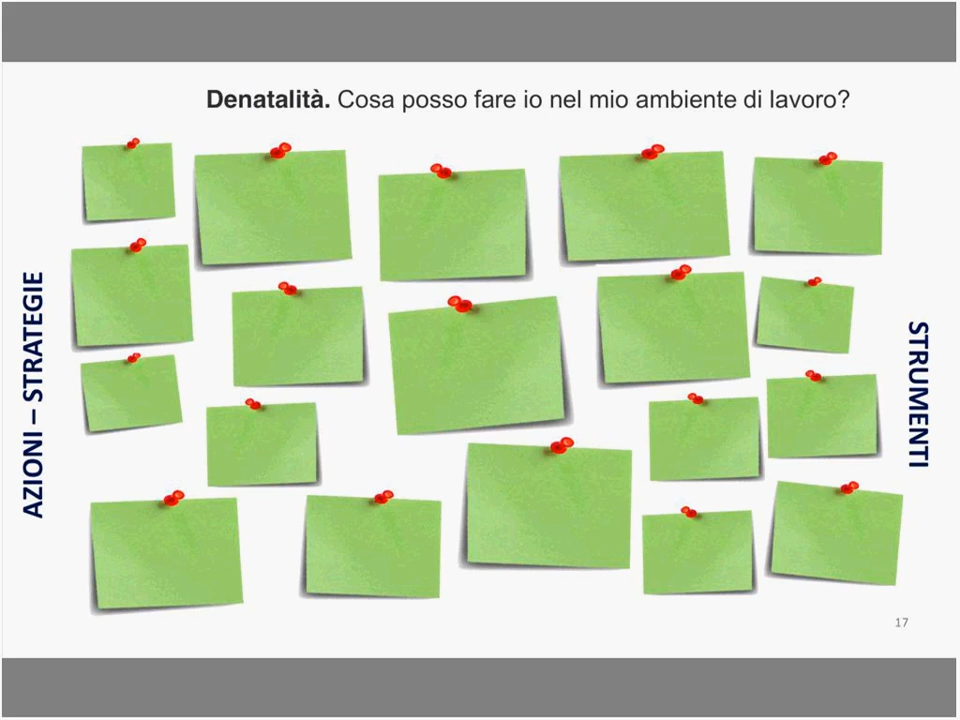 Denatalità. Cosa posso fare io nel mio ambiente di lavoro?
AZIONI – STRATEGIE
STRUMENTI
17